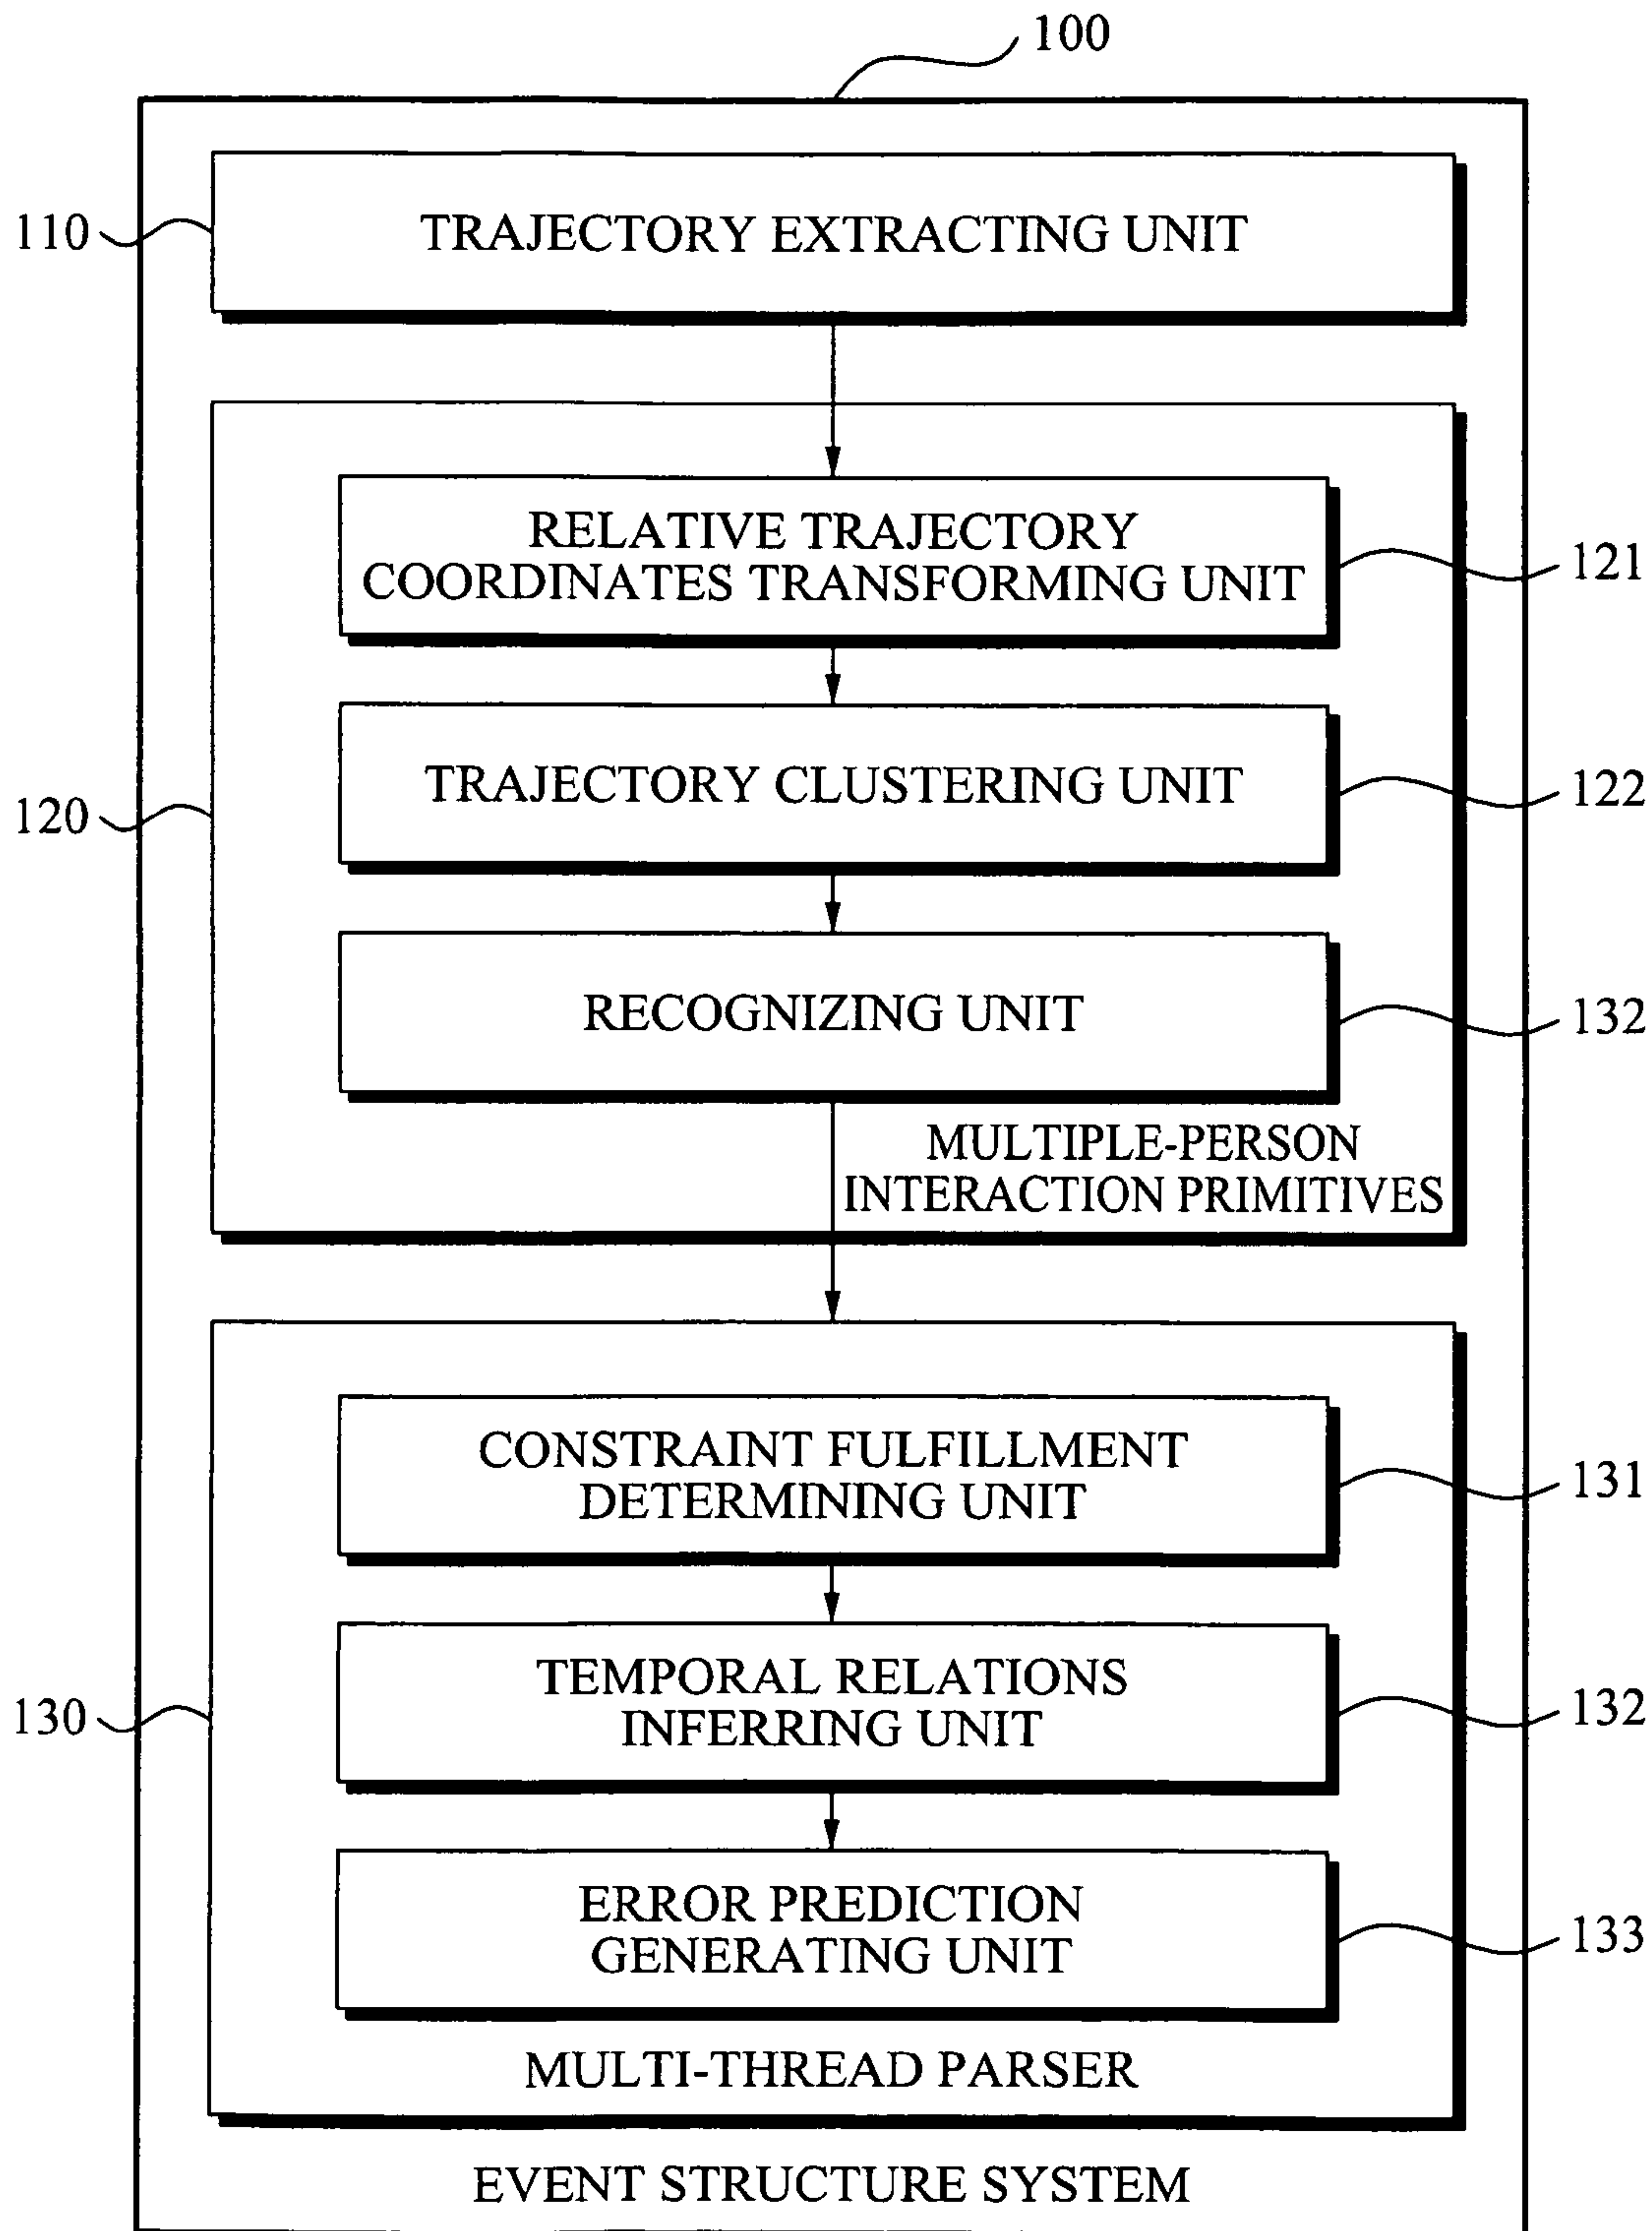 100
110
TRAJECTORY EXTRACTING UNIT
RELATIVE TRAJECTORY
COORDINATES TRANSFORMING UNIT
121
120
TRAJECTORY CLUSTERING UNIT
122
RECOGNIZING UNIT
132
MULTIPLE-PERSON
INTERACTION PRIMITIVES
CONSTRAINT FULFILLMENT
DETERMINING UNIT
131
130
TEMPORAL RELATIONS
INFERRING UNIT
132
ERROR PREDICTION
GENERATING UNIT
133
MULTI-THREAD PARSER
EVENT STRUCTURE SYSTEM